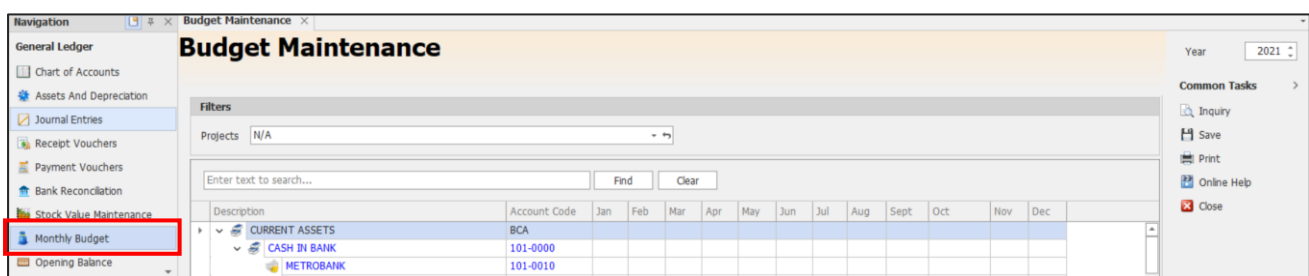 Navigation
General Ledger
Chart of Accounts
Assets And Depreciation
Journal Entries
Receipt Vouchers
Payment Vouchers
Bank Reconciliation
Stock Value Maintenance
Monthly Budget
Opening Balance
Budget Maintenance
Budget Maintenance
Filters
Projects N/A
Enter text to search... Find Clear
Description Account Code Jan Feb Mar Apr May Jun Jul Aug Sept Oct Nov Dec
CURRENT ASSETS BCA
CASH IN BANK 101-0000
METROBANK 101-0010
Year 2021
Common Tasks
Inquiry
Save
Print
Online Help
Close